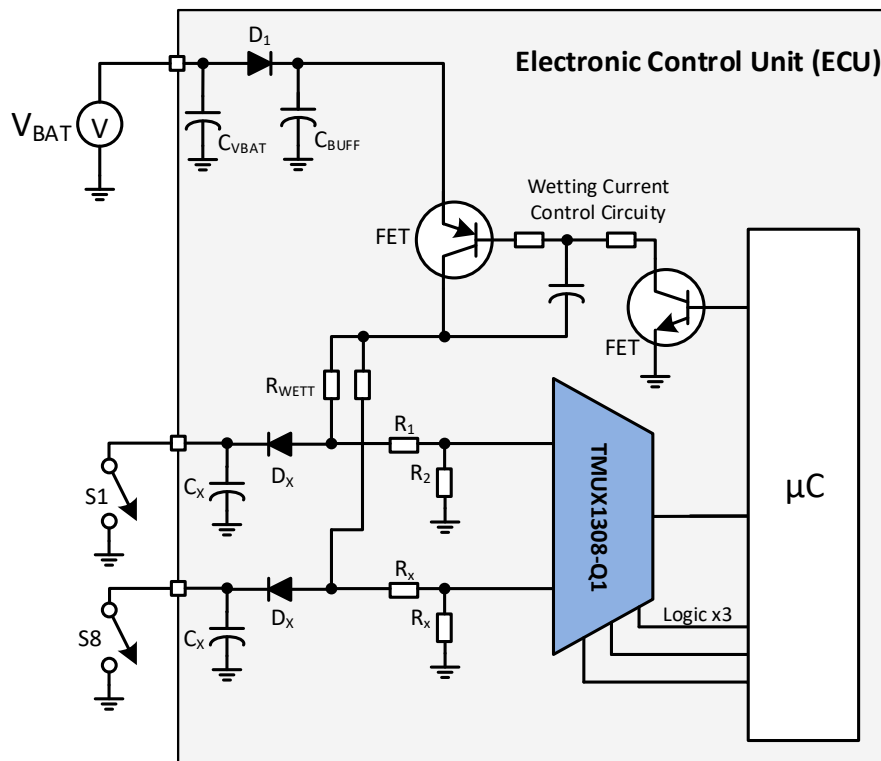 D1
Electronic Control Unit (ECU)
VBAT
V
CVBAT
CBUFF
Wetting Current
Control Circuity
FET
FET
RWETT
R1
R2
CX
DX
S1
TMUX1308-Q1
µC
Rx
Rx
CX
DX
S8
Logic x3